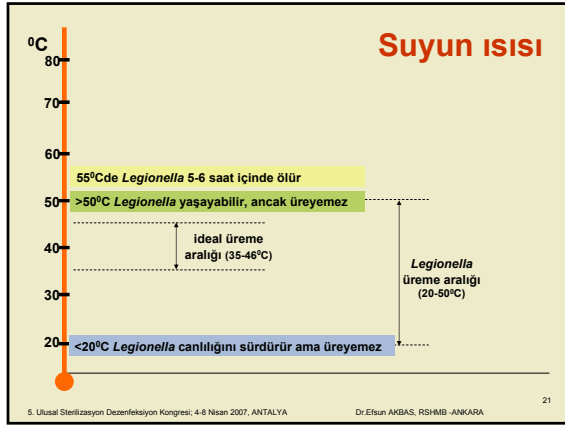 Suyun ısısı
⁰C
80
70
60
55⁰Cde Legionella 5-6 saat içinde ölür
50
>50⁰C Legionella yaşayabilir, ancak üreyemez
ideal üreme
aralığı (35-46⁰C)
40
Legionella
üreme aralığı
(20-50⁰C)
30
20
<20⁰C Legionella canlılığını sürdürür ama üreyemez
21
5. Ulusal Sterilizasyon Dezenfeksiyon Kongresi; 4-8 Nisan 2007, ANTALYA
Dr.Efsun AKBAS, RSHMB -ANKARA